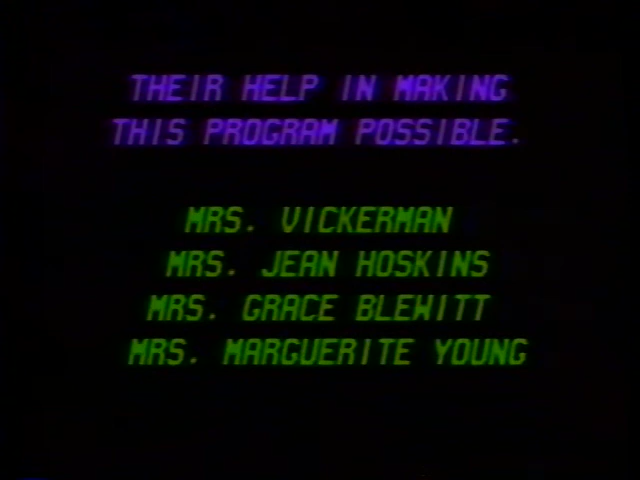 THEIR HELP IN MAKING
THIS PROGRAM POSSIBLE.
MRS. VICKERMAN
MRS. JEAN HOSKINS
MRS. GRACE BLEWITT
MRS. MARGUERITE YOUNG